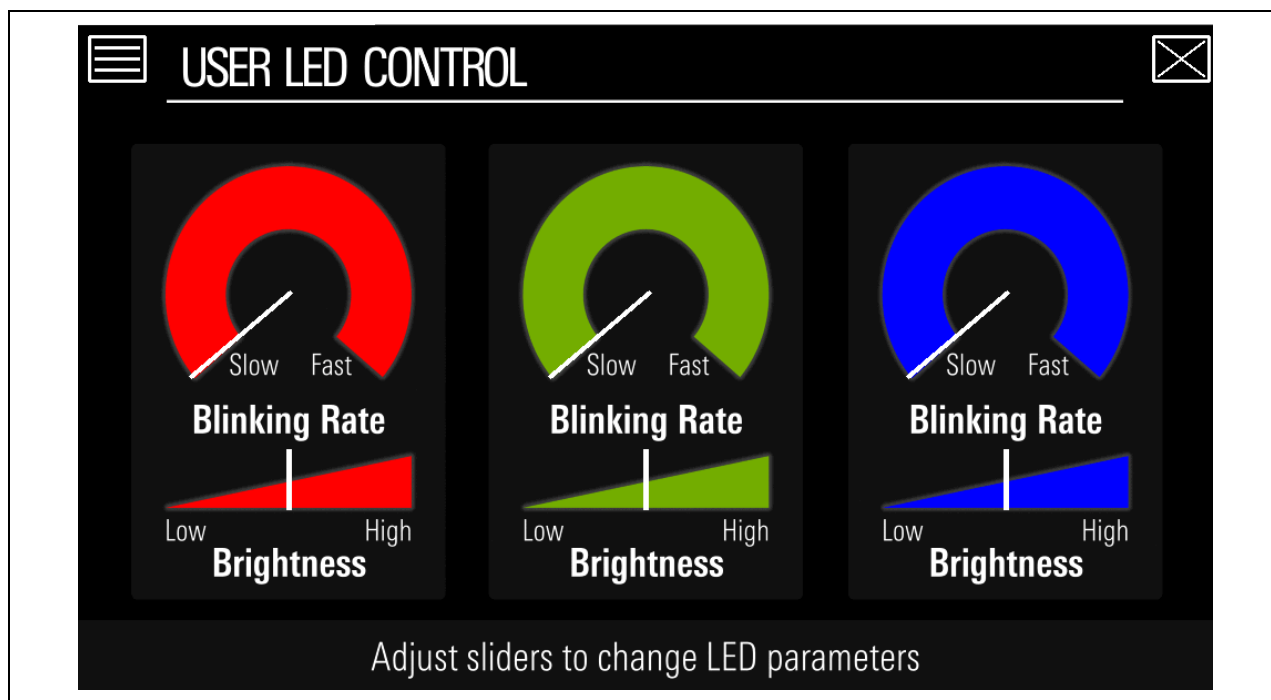 USER LED CONTROL
Slow Fast
Blinking Rate
Low High
Brightness
Slow Fast
Blinking Rate
Low High
Brightness
Slow Fast
Blinking Rate
Low High
Brightness
Adjust sliders to change LED parameters